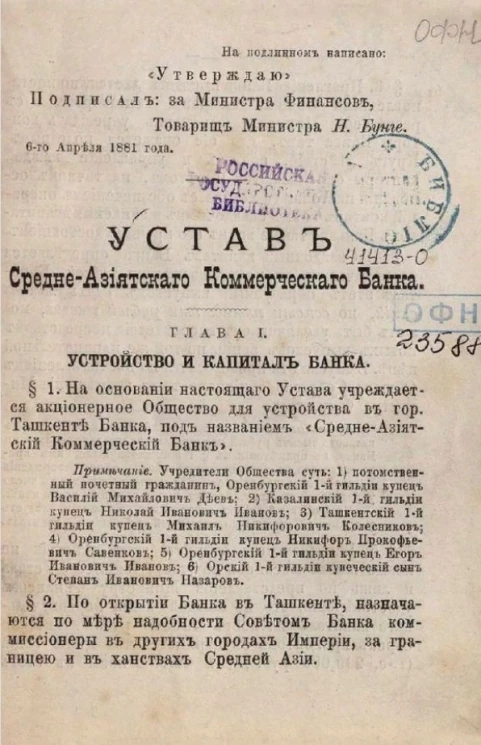 ОФН
На подлинномъ написано:
«Утверждаю»
Подписалъ: за Министра Финансовъ,
Товарищъ Министра Н. Бунге.
6-го Апрѣля 1881 года.
РОССИЙСКАЯ
ГОСУДАРСТВ
БИБЛИОТЕКА
БИБЛІО
УСТАВЪ
41413-0
Средне-Азіятскаго Коммерческаго Банка.
ОФН
ГЛАВА I.
23588
УСТРОЙСТВО И КАПИТАЛЪ БАНКА.
§ 1. На основаніи настоящаго Устава учреждает-
ся акціонерное Общество для устройства въ гор.
Ташкентѣ Банка, подъ названіемъ «Средне-Азіят-
скій Коммерческій Банкъ».
Примѣчаніе. Учредители Общества суть: 1) потомствен-
ный почетный гражданинъ, Оренбургскій 1-й гильдіи купецъ
Василій Михайловичъ Дѣевъ; 2) Казалинскій 1-й гильдіи
купецъ Николай Ивановичъ Ивановъ; 3) Ташкентскій 1-й
гильдіи купецъ Михаилъ Никифоровичъ Колесниковъ;
4) Оренбургскій 1-й гильдіи купецъ Никифоръ Прокофье-
вичъ Савенковъ; 5) Оренбургскій 1-й гильдіи купецъ Егоръ
Ивановичъ Ивановъ; 6) Орскій 1-й гильдіи купеческій сынъ
Степанъ Ивановичъ Назаровъ.
§ 2. По открытіи Банка въ Ташкентѣ, назнача-
ются по мѣрѣ надобности Совѣтомъ Банка ком-
миссіонеры въ другихъ городахъ Имперіи, за гра-
ницею и въ ханствахъ Средней Азіи.